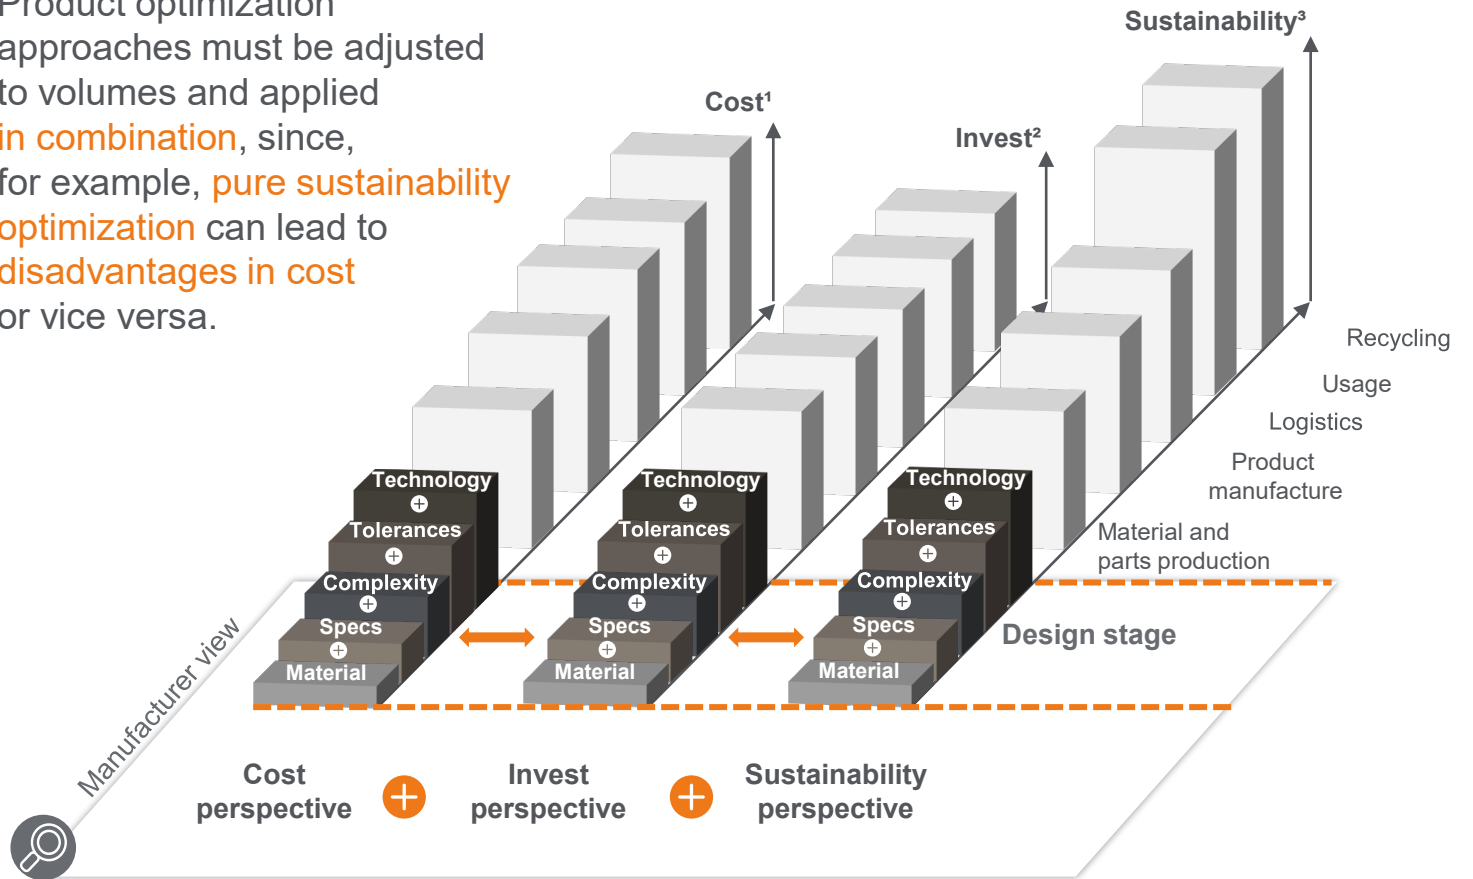 Product optimization
approaches must be adjusted
to volumes and applied
in combination, since,
for example, pure sustainability
optimization can lead to
disadvantages in cost
or vice versa.
Cost¹
Invest²
Sustainability³
Recycling
Usage
Logistics
Product
manufacture
Material and
parts production
Technology
Tolerances
Complexity
Specs
Material
Technology
Tolerances
Complexity
Specs
Material
Technology
Tolerances
Complexity
Specs
Material
Design stage
Manufacturer view
Cost
perspective
Invest
perspective
Sustainability
perspective